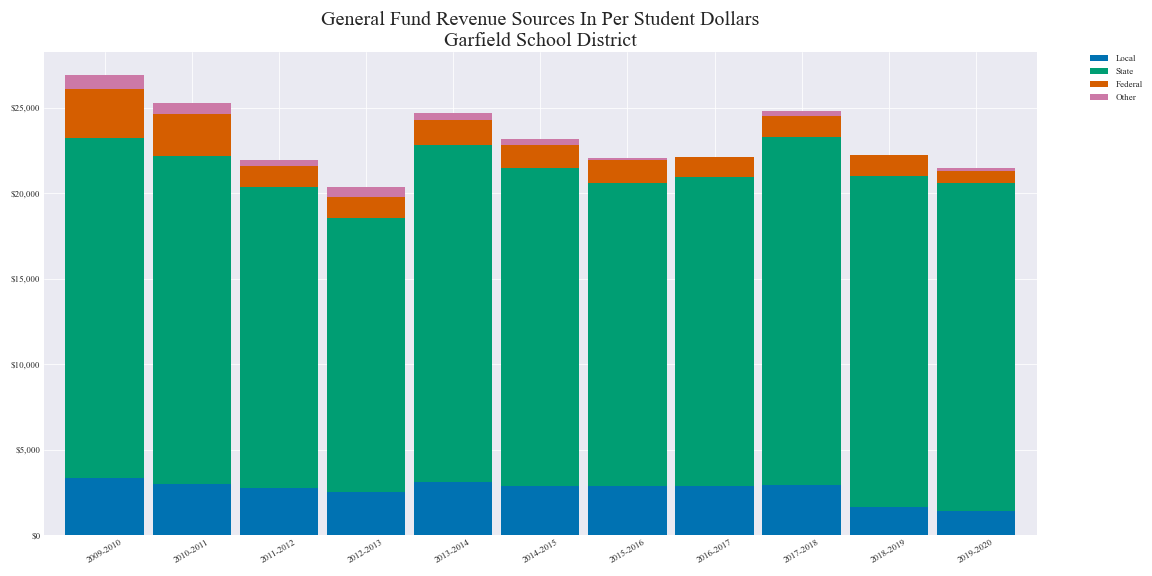 General Fund Revenue Sources In Per Student Dollars
Garfield School District
Local
State
Federal
Other
$25,000
$20,000
$15,000
$10,000
$5,000
$0
2009-2010
2010-2011
2011-2012
2012-2013
2013-2014
2014-2015
2015-2016
2016-2017
2017-2018
2018-2019
2019-2020